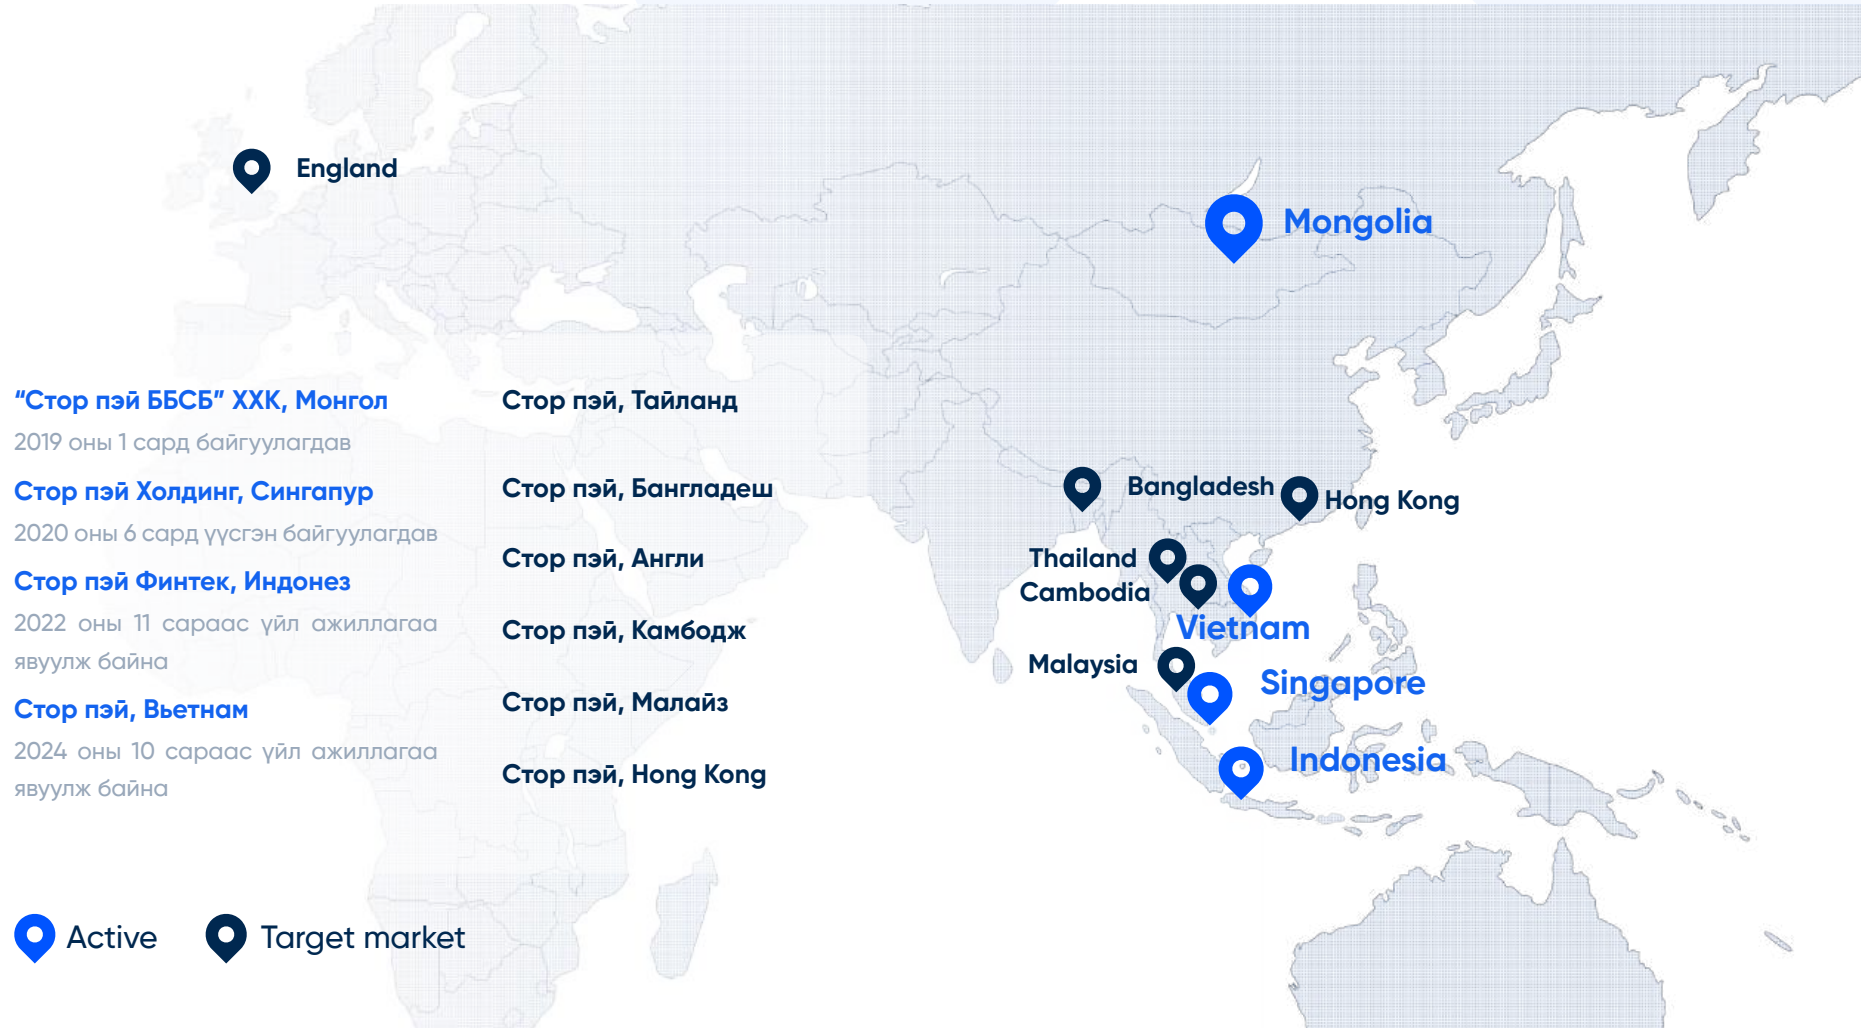 England
Mongolia
“Стор пэй ББСБ” ХХК, Монгол
2019 оны 1 сард байгуулагдав
Стор пэй Холдинг, Сингапур
2020 оны 6 сард үүсгэн байгуулагдав
Стор пэй Финтек, Индонез
2022 оны 11 сараас үйл ажиллагаа
явуулж байна
Стор пэй, Вьетнам
2024 оны 10 сараас үйл ажиллагаа
явуулж байна
Стор пэй, Тайланд
Стор пэй, Бангладеш
Стор пэй, Англи
Стор пэй, Камбодж
Стор пэй, Малайз
Стор пэй, Hong Kong
Bangladesh
Hong Kong
Thailand
Cambodia
Vietnam
Malaysia
Singapore
Indonesia
Active
Target market